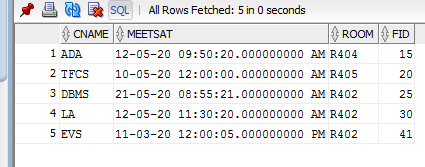 SQL | All Rows Fetched: 5 in 0 seconds
CNAME MEETSAT ROOM FID
1 ADA 12-05-20 09:50:20.000000000 AM R404 15
2 TFCS 10-05-20 12:00:00.000000000 AM R405 20
3 DBMS 21-05-20 08:55:21.000000000 AM R402 25
4 LA 12-05-20 11:30:20.000000000 AM R402 30
5 EVS 11-03-20 12:00:05.000000000 PM R402 41